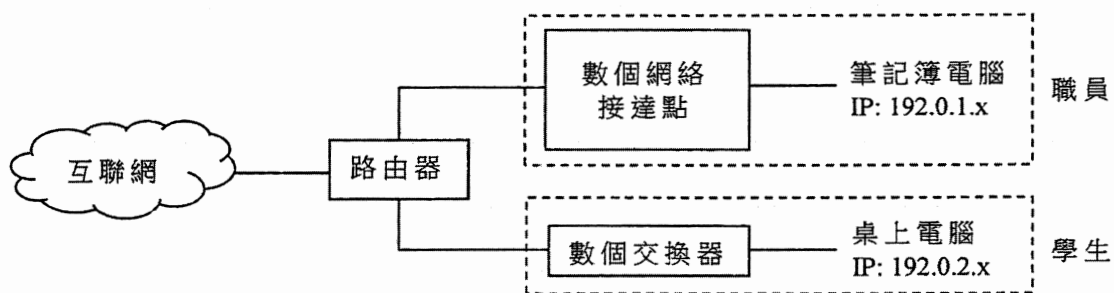 數個網絡
接達點
筆記簿電腦
IP: 192.0.1.x
職員
互聯網
路由器
數個交換器
桌上電腦
IP: 192.0.2.x
學生